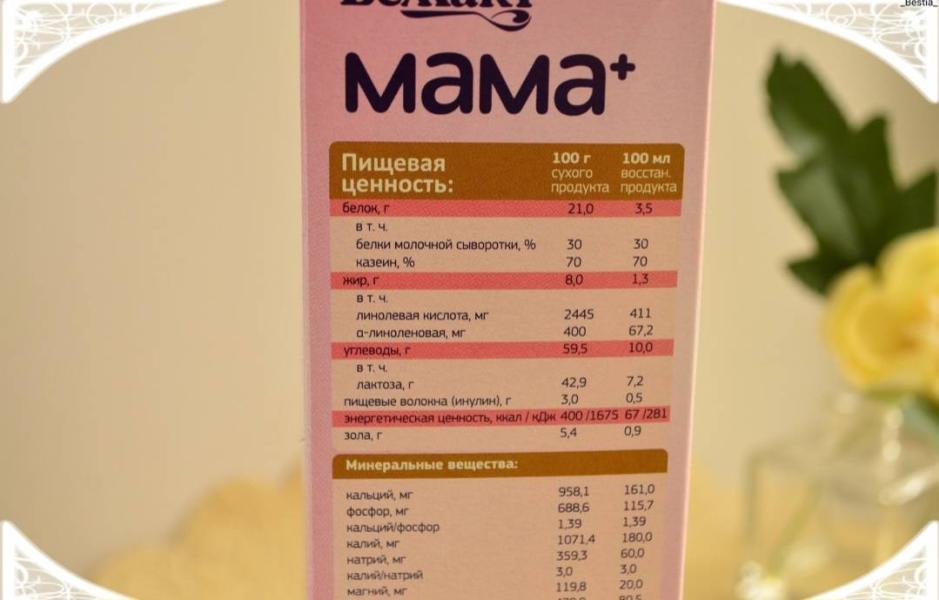 _Bestia_
Беллакт
мама+
Пищевая ценность: 100 г сухого продукта 100 мл восстан. продукта
белок, г 21,0 3,5
в т. ч.
белки молочной сыворотки, % 30 30
казеин, % 70 70
жир, г 8,0 1,3
в т. ч.
линолевая кислота, мг 2445 411
α-линоленовая, мг 400 67,2
углеводы, г 59,5 10,0
в т. ч.
лактоза, г 42,9 7,2
пищевые волокна (инулин), г 3,0 0,5
энергетическая ценность, ккал / кДж 400 /1675 67 /281
зола, г 5,4 0,9
Минеральные вещества:
кальций, мг 958,1 161,0
фосфор, мг 688,6 115,7
кальций/фосфор 1,39 1,39
калий, мг 1071,4 180,0
натрий, мг 359,3 60,0
калий/натрий 3,0 3,0
магний, мг 119,8 20,0